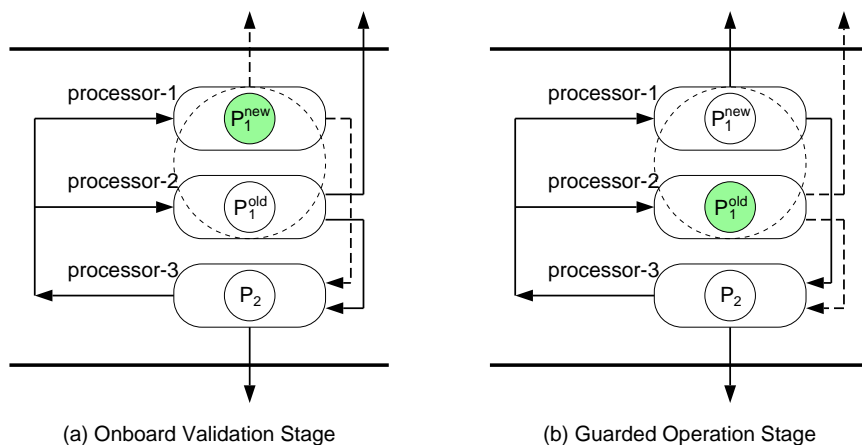 processor-1
P₁ⁿᵉʷ
processor-2
P₁ᵒˡᵈ
processor-3
P₂
(a) Onboard Validation Stage
processor-1
P₁ⁿᵉʷ
processor-2
P₁ᵒˡᵈ
processor-3
P₂
(b) Guarded Operation Stage